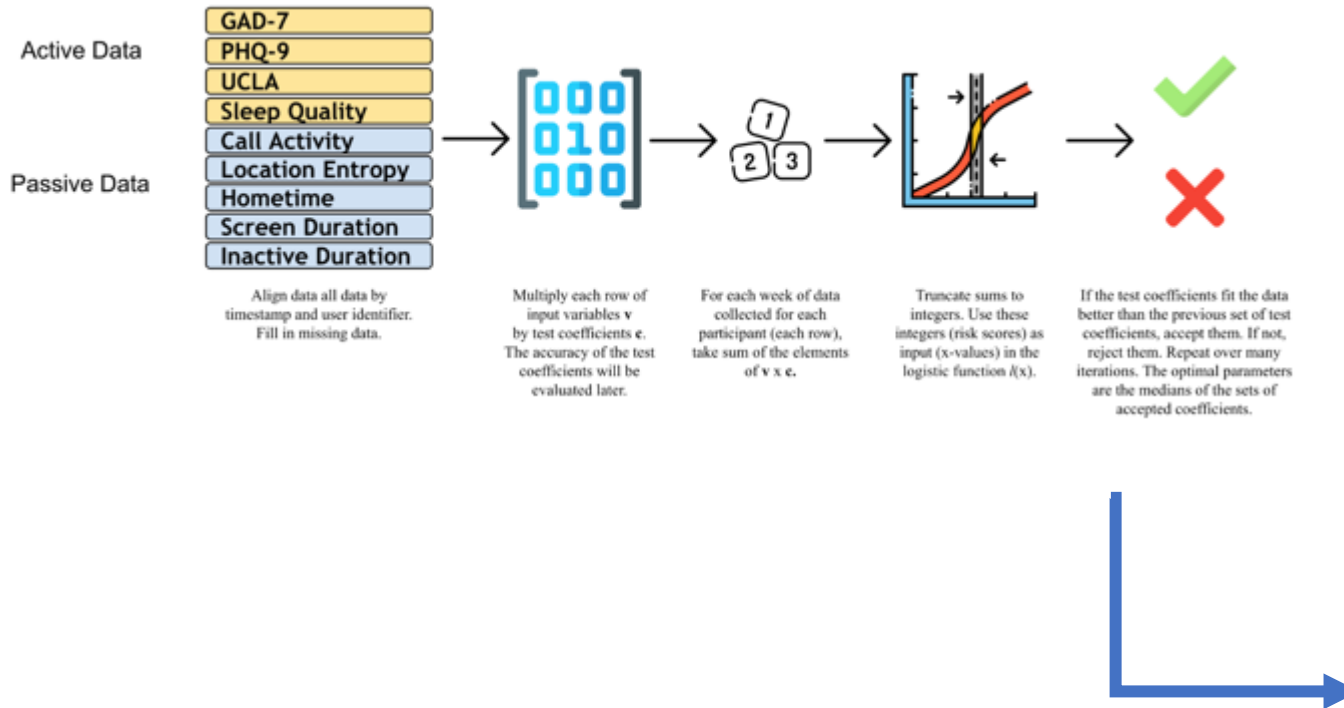 Active Data
GAD-7
PHQ-9
UCLA
Sleep Quality
Passive Data
Call Activity
Location Entropy
Hometime
Screen Duration
Inactive Duration
000
010
000
1
2
3
Align data all data by
timestamp and user identifier.
Fill in missing data.
Multiply each row of
input variables v
by test coefficients c.
The accuracy of the test
coefficients will be
evaluated later.
For each week of data
collected for each
participant (each row),
take sum of the elements
of v x c.
Truncate sums to
integers. Use these
integers (risk scores) as
input (x-values) in the
logistic function l(x).
If the test coefficients fit the data
better than the previous set of test
coefficients, accept them. If not,
reject them. Repeat over many
iterations. The optimal parameters
are the medians of the sets of
accepted coefficients.